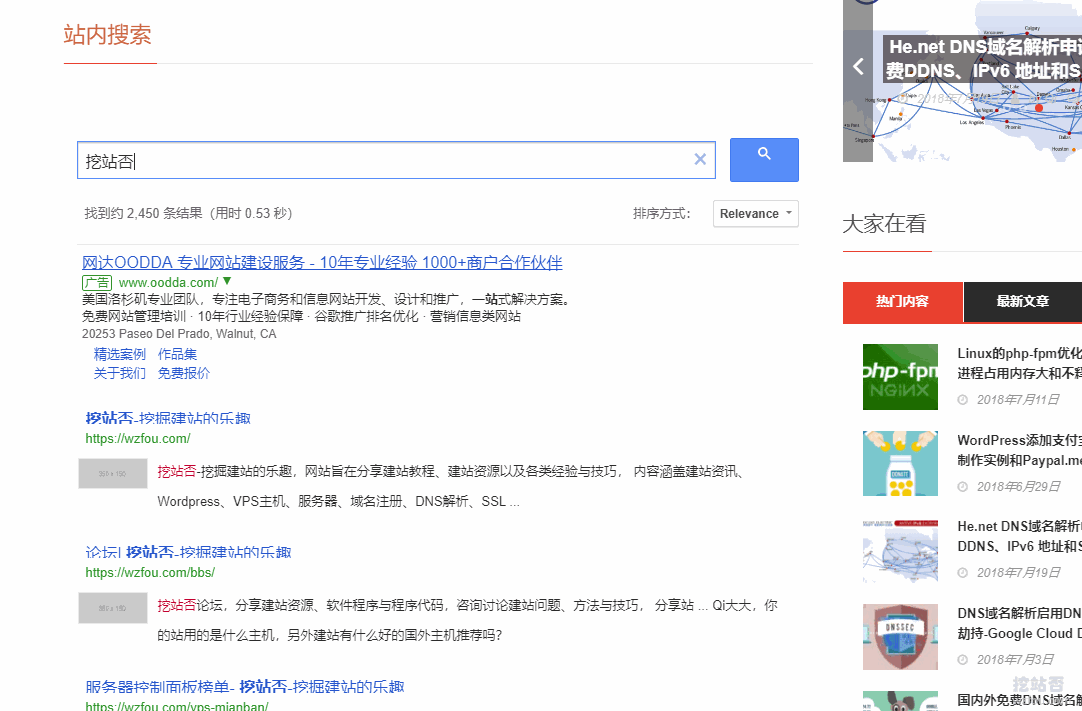 站内搜索
挖站否
找到约 2,450 条结果（用时 0.53 秒）
排序方式：
Relevance
网达OODDA 专业网站建设服务 - 10年专业经验 1000+商户合作伙伴
广告 www.oodda.com/
美国洛杉矶专业团队，专注电子商务和信息网站开发、设计和推广，一站式解决方案。
免费网站管理培训 · 10年行业经验保障 · 谷歌推广排名优化 · 营销信息类网站
20253 Paseo Del Prado, Walnut, CA
精选案例 作品集
关于我们 免费报价
挖站否-挖掘建站的乐趣
https://wzfou.com/
挖站否-挖掘建站的乐趣，网站旨在分享建站教程、建站资源以及各类经验与技巧， 内容涵盖建站资讯、
Wordpress、VPS主机、服务器、域名注册、DNS解析、SSL ...
论坛| 挖站否-挖掘建站的乐趣
https://wzfou.com/bbs/
挖站否论坛，分享建站资源、软件程序与程序代码，咨询讨论建站问题、方法与技巧， 分享站 ... Qi大大，你
的站用的是什么主机，另外建站有什么好的国外主机推荐吗？
服务器控制面板榜单- 挖站否-挖掘建站的乐趣
https://wzfou.com/vps-mianban/
He.net DNS域名解析申请
费DDNS、IPv6 地址和S
大家在看
热门内容
最新文章
php-fpm
NGINX
Linux的php-fpm优化
进程占用内存大和不释
2018年7月11日
DONATE
WordPress添加支付宝
制作实例和Paypal.me
2018年6月29日
He.net DNS域名解析
DDNS、IPv6 地址和S
2018年7月19日
DNSSEC
DNS域名解析启用DN
劫持-Google Cloud D
2018年7月3日
挖站否
国内外免费DNS域名解